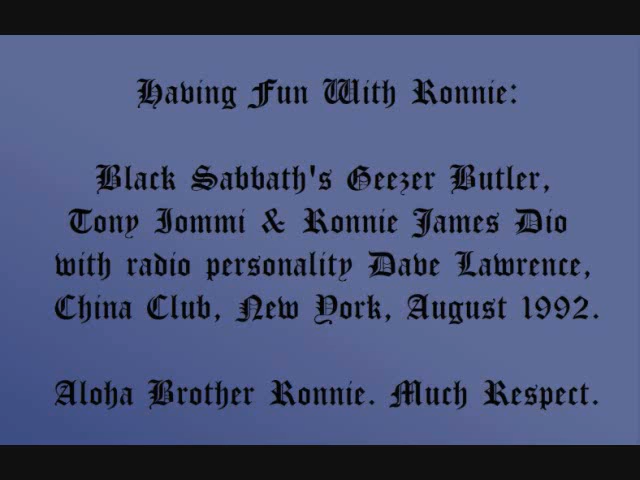 Having Fun With Ronnie:
Black Sabbath's Geezer Butler,
Tony Iommi & Ronnie James Dio
with radio personality Dave Lawrence,
China Club, New York, August 1992.
Aloha Brother Ronnie. Much Respect.